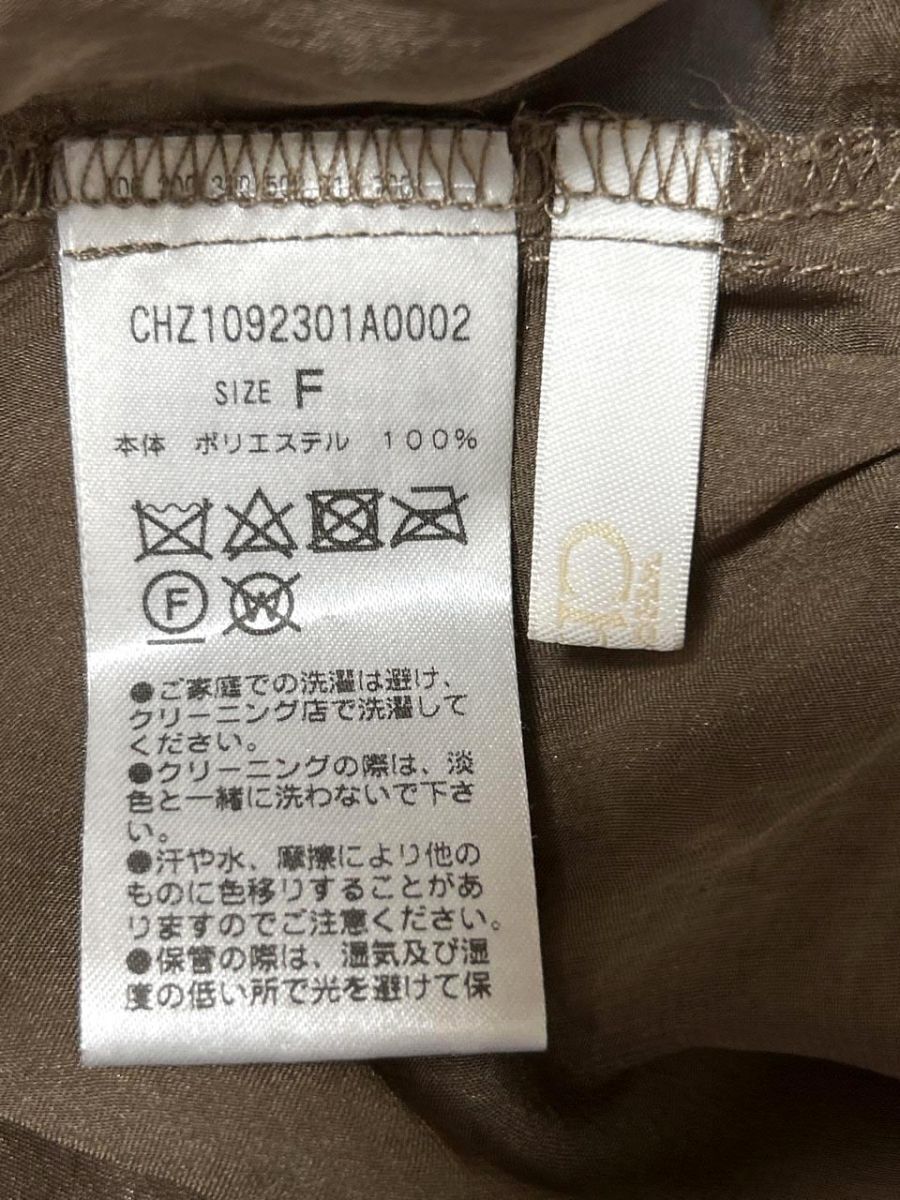 CHZ1092301A0002
SIZE F
本体 ポリエステル 100%
F
W
●ご家庭での洗濯は避け、
クリーニング店で洗濯して
ください。
●クリーニングの際は、淡
色と一緒に洗わないで下さ
い。
●汗や水、摩擦により他の
ものに色移りすることがあ
りますのでご注意ください。
●保管の際は、湿気及び湿
度の低い所で光を避けて保